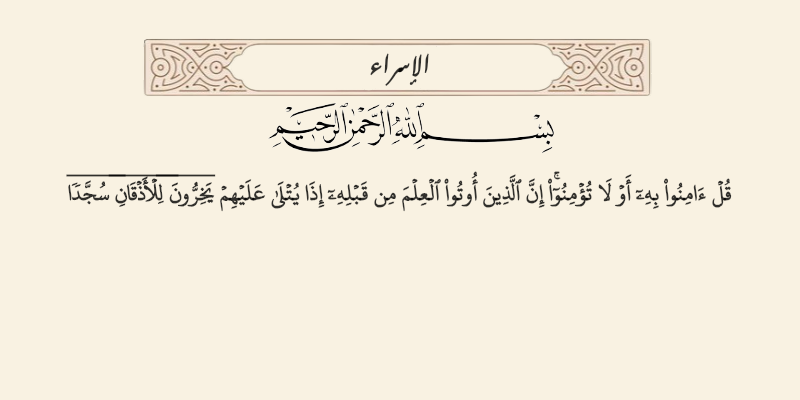 الإسراء
بِسْمِ ٱللَّهِ ٱلرَّحْمَٰنِ ٱلرَّحِيمِ
قُلْ ءَامِنُوا۟ بِهِۦٓ أَوْ لَا تُؤْمِنُوٓا۟ ۚ إِنَّ ٱلَّذِينَ أُوتُوا۟ ٱلْعِلْمَ مِن قَبْلِهِۦٓ إِذَا يُتْلَىٰ عَلَيْهِمْ يَخِرُّونَ لِلْأَذْقَانِ سُجَّدًا